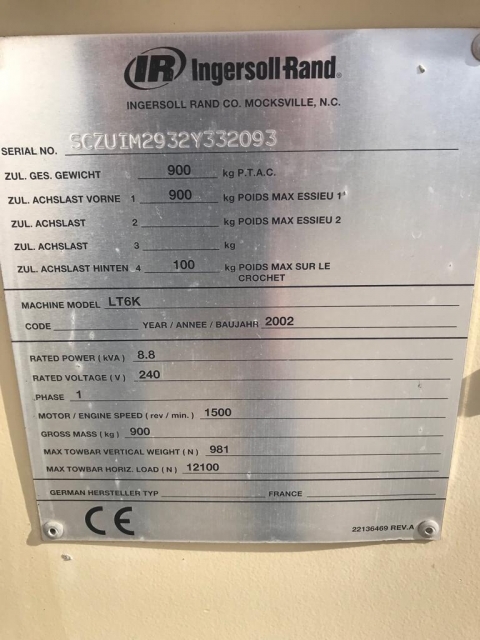 IR Ingersoll-Rand®
INGERSOLL RAND CO. MOCKSVILLE, N.C.
SERIAL NO. SCZUIM2932Y332093
ZUL. GES. GEWICHT 900 kg P.T.A.C.
ZUL. ACHSLAST VORNE 1 900 kg POIDS MAX ESSIEU 1
ZUL. ACHSLAST 2 kg POIDS MAX ESSIEU 2
ZUL. ACHSLAST 3 kg
ZUL. ACHSLAST HINTEN 4 100 kg POIDS MAX SUR LE
CROCHET
MACHINE MODEL LT6K
CODE YEAR / ANNEE / BAUJAHR 2002
RATED POWER ( kVA ) 8.8
RATED VOLTAGE ( V ) 240
PHASE 1
MOTOR / ENGINE SPEED ( rev / min. ) 1500
GROSS MASS ( kg ) 900
MAX TOWBAR VERTICAL WEIGHT ( N ) 981
MAX TOWBAR HORIZ. LOAD ( N ) 12100
GERMAN HERSTELLER TYP FRANCE
CE 22136469 REV.A